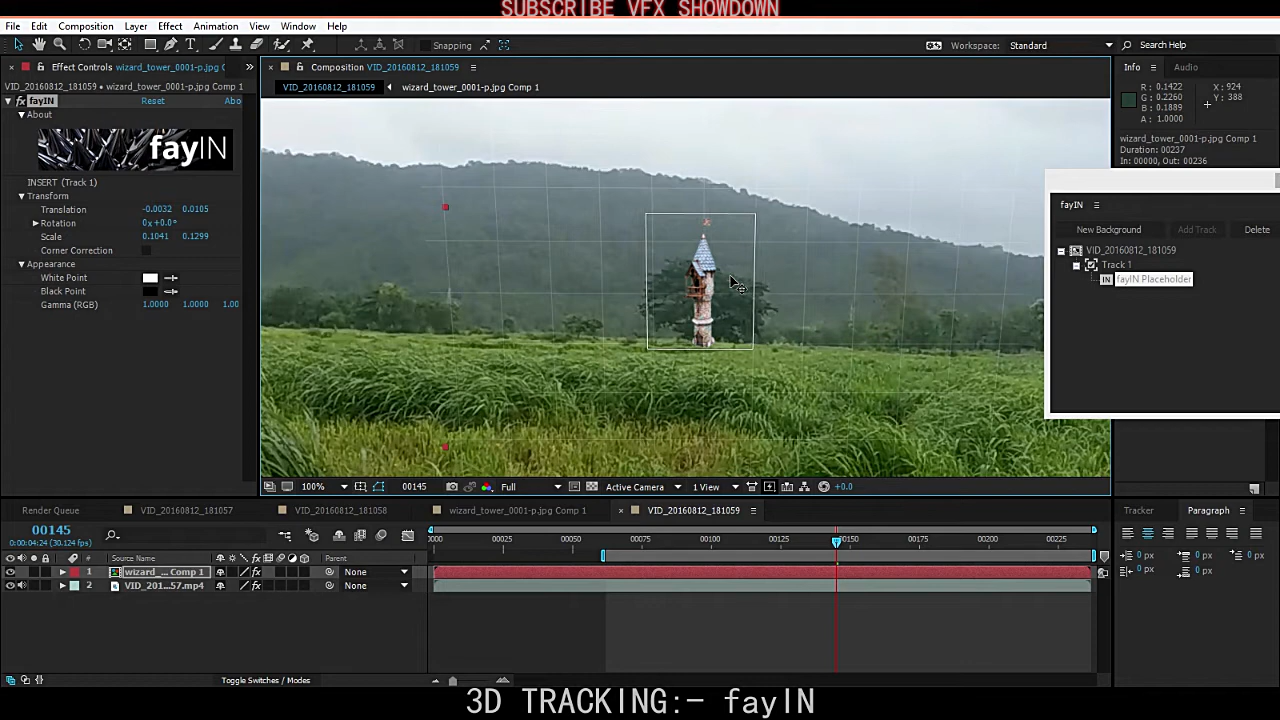 SUBSCRIBE VFX SHOWDOWN
File Edit Composition Layer Effect Animation View Window Help
Snapping
Workspace: Standard
Search Help
Effect Controls wizard_tower_0001-p.jpg C
Composition VID_20160812_181059
Info Audio
VID_20160812_181059 • wizard_tower_0001-p.jpg Comp 1
VID_20160812_181059 wizard_tower_0001-p.jpg Comp 1
fayIN Reset Abo
About
fayIN
INSERT (Track 1)
Transform
Translation -0.0032 0.0105
Rotation 0x+0.0°
Scale 0.1041 0.1299
Corner Correction
Appearance
White Point
Black Point
Gamma (RGB) 1.0000 1.0000 1.00
R: 0.1422 X: 924
G: 0.2260 Y: 388
B: 0.1889
A: 1.0000
wizard_tower_0001-p.jpg Comp 1
Duration: 00237
In: 00000, Out: 00236
fayIN
New Background Add Track Delete
VID_20160812_181059
Track 1
IN fayIN Placeholder
100% 00145 Full Active Camera 1 View +0.0
Render Queue VID_20160812_181057 VID_20160812_181058 wizard_tower_0001-p.jpg Comp 1 VID_20160812_181059
Tracker Paragraph
00145
0:00:04:24 (30.124 fps)
0000 00025 00050 00075 00100 00150 00175 00200 00225
# Source Name Parent
1 wizard_... Comp 1 None
2 VID_201...57.mp4 None
0 px 0 px 0 px
0 px 0 px
Toggle Switches / Modes
3D TRACKING:- fayIN